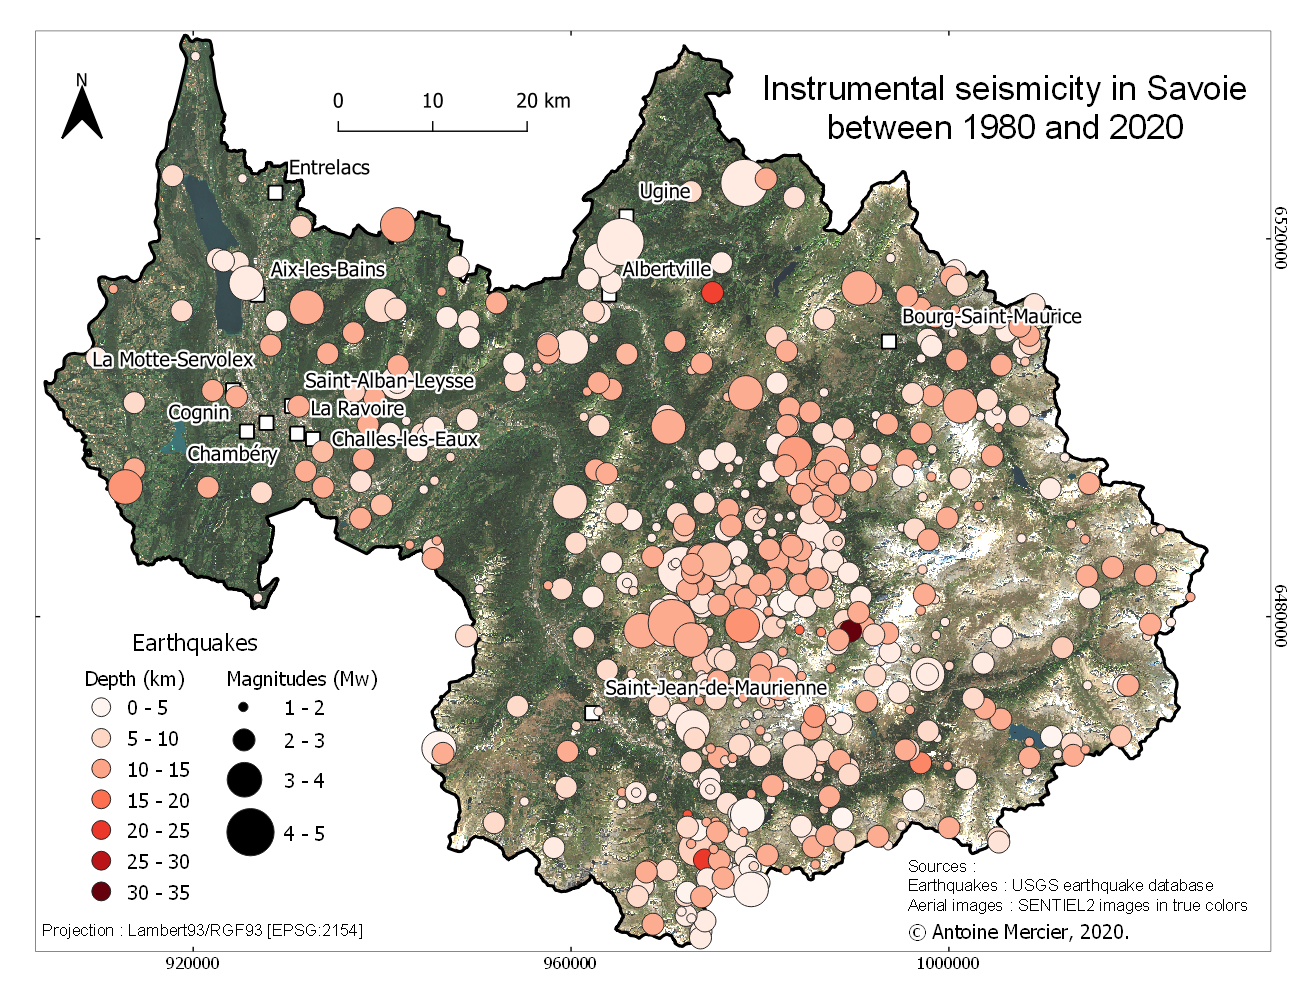 Instrumental seismicity in Savoie
between 1980 and 2020
N
0 10 20 km
Entrelacs
Ugine
Aix-les-Bains
Albertville
Bourg-Saint-Maurice
La Motte-Servolex
Saint-Alban-Leysse
Cognin
La Ravoire
Chambéry
Challes-les-Eaux
Saint-Jean-de-Maurienne
6520000
6480000
Earthquakes
Depth (km)
0 - 5
5 - 10
10 - 15
15 - 20
20 - 25
25 - 30
30 - 35
Magnitudes (Mw)
1 - 2
2 - 3
3 - 4
4 - 5
Sources :
Earthquakes : USGS earthquake database
Aerial images : SENTIEL2 images in true colors
© Antoine Mercier, 2020.
Projection : Lambert93/RGF93 [EPSG:2154]
920000 960000 1000000